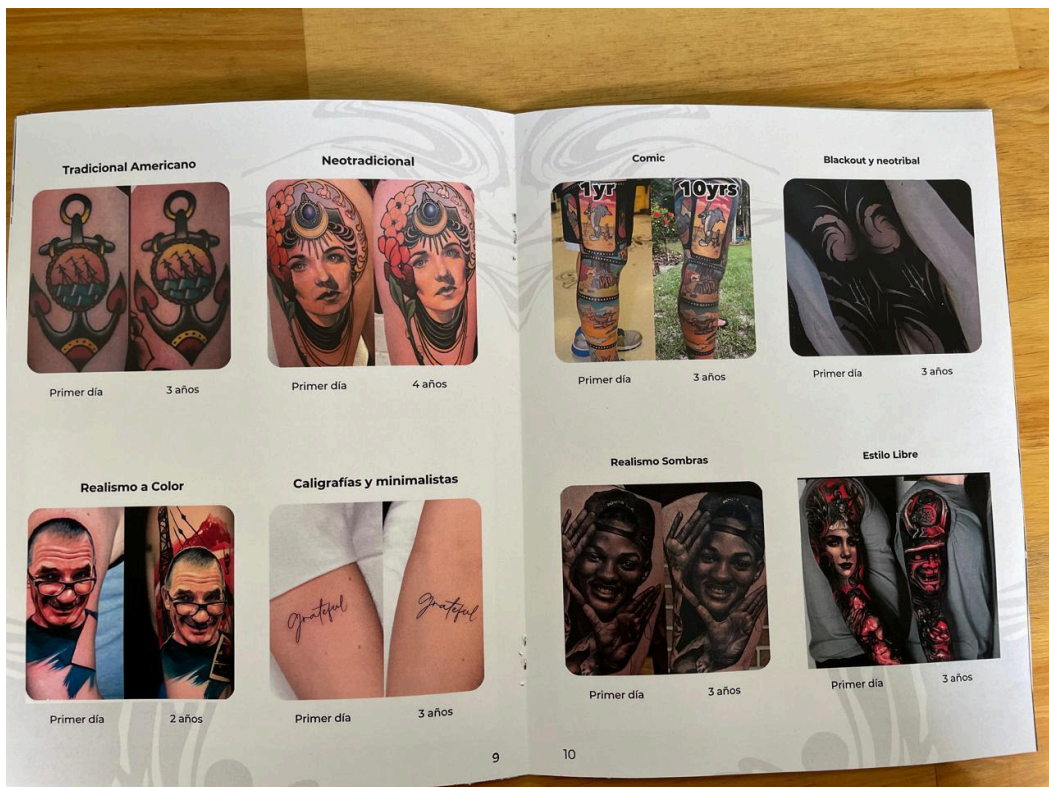 Tradicional Americano
Neotradicional
Primer día
3 años
Primer día
4 años
Realismo a Color
Caligrafías y minimalistas
grateful
grateful
Primer día
2 años
Primer día
3 años
9
Comic
Blackout y neotribal
1yr
10yrs
Primer día
3 años
Primer día
3 años
Realismo Sombras
Estilo Libre
Primer día
3 años
Primer día
3 años
10